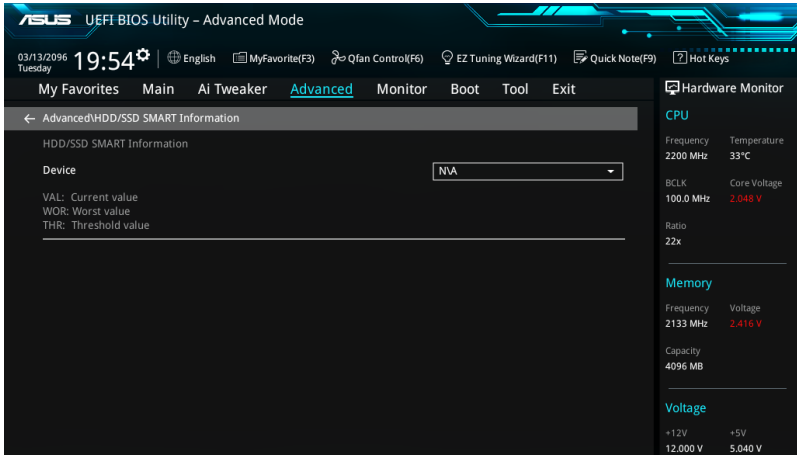 ASUS UEFI BIOS Utility – Advanced Mode
03/13/2096
Tuesday
19:54
English
MyFavorite(F3)
Qfan Control(F6)
EZ Tuning Wizard(F11)
Quick Note(F9)
? Hot Keys
My Favorites Main Ai Tweaker Advanced Monitor Boot Tool Exit
Hardware Monitor
← Advanced\HDD/SSD SMART Information
HDD/SSD SMART Information
Device N\A
VAL: Current value
WOR: Worst value
THR: Threshold value
CPU
Frequency Temperature
2200 MHz 33°C
BCLK Core Voltage
100.0 MHz 2.048 V
Ratio
22x
Memory
Frequency Voltage
2133 MHz 2.416 V
Capacity
4096 MB
Voltage
+12V +5V
12.000 V 5.040 V